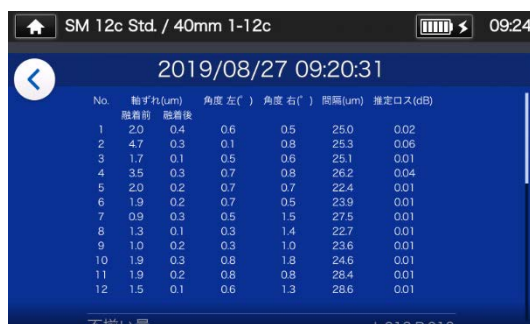 SM 12c Std. / 40mm 1-12c 09:24
2019/08/27 09:20:31
No. 軸ずれ(um) 角度 左(°) 角度 右(°) 間隔(um) 推定ロス(dB)
融着前 融着後
1 2.0 0.4 0.6 0.5 25.0 0.02
2 4.7 0.3 0.1 0.8 25.3 0.06
3 1.7 0.1 0.5 0.6 25.1 0.01
4 3.5 0.3 0.7 0.8 26.2 0.04
5 2.0 0.2 0.7 0.7 22.4 0.01
6 1.9 0.2 0.7 0.5 23.9 0.01
7 0.9 0.3 0.5 1.5 27.5 0.01
8 1.3 0.1 0.3 1.4 22.7 0.01
9 1.0 0.2 0.3 1.0 23.6 0.01
10 1.9 0.3 0.8 1.8 24.6 0.01
11 1.9 0.2 0.8 0.8 28.4 0.01
12 1.5 0.1 0.6 1.3 28.6 0.01
不揃い量